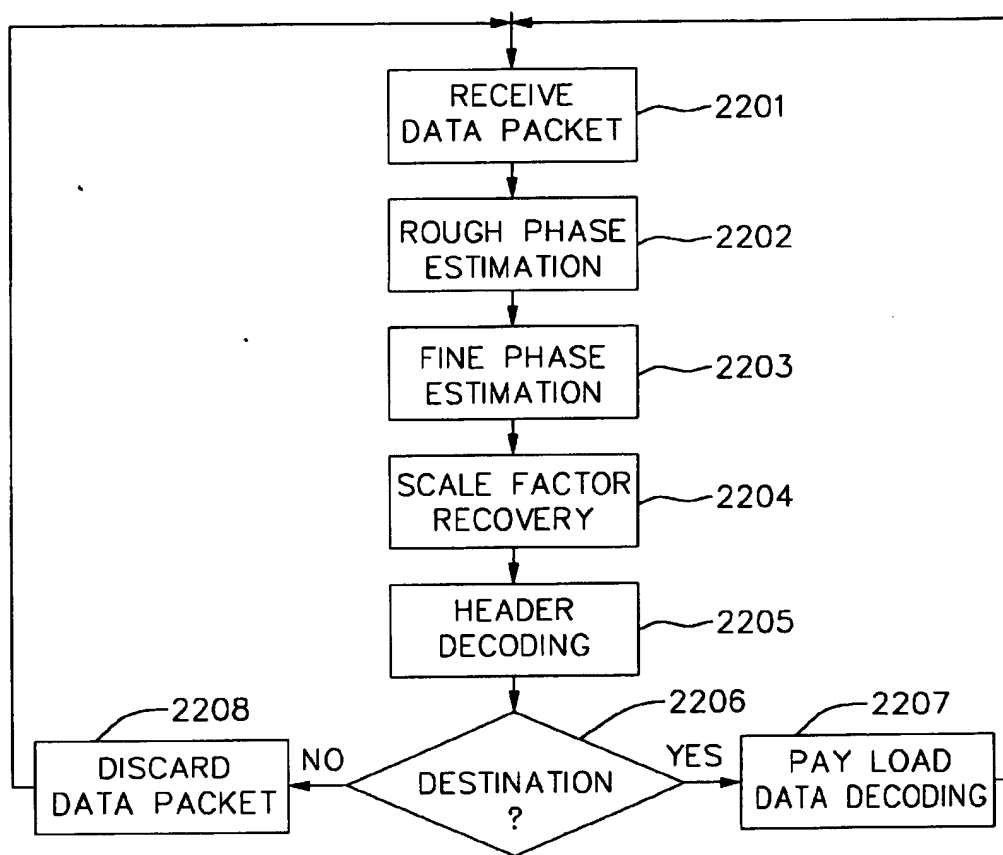 RECEIVE
DATA PACKET
2201
ROUGH PHASE
ESTIMATION
2202
FINE PHASE
ESTIMATION
2203
SCALE FACTOR
RECOVERY
2204
HEADER
DECODING
2205
2208
2206
2207
DISCARD
DATA PACKET
NO
DESTINATION
?
YES
PAY LOAD
DATA DECODING